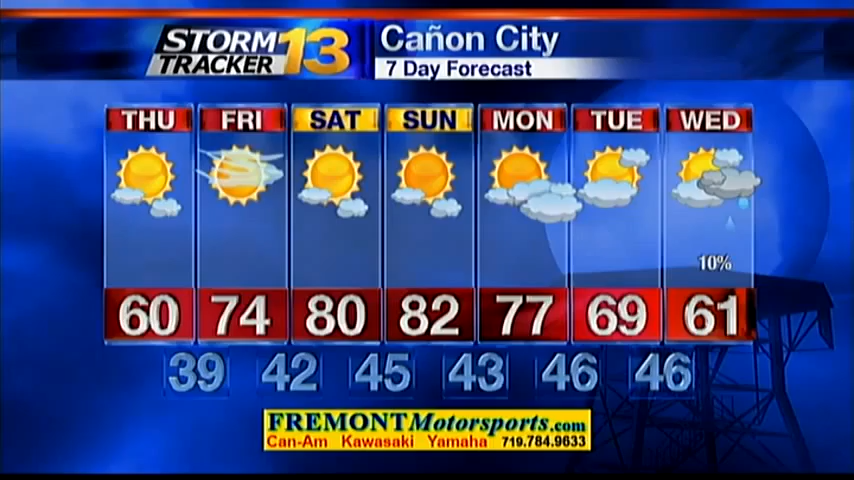 STORM TRACKER 13
Cañon City
7 Day Forecast
THU FRI SAT SUN MON TUE WED
10%
60 74 80 82 77 69 61
39 42 45 43 46 46
FREMONTMotorsports.com
Can-Am Kawasaki Yamaha 719.784.9633